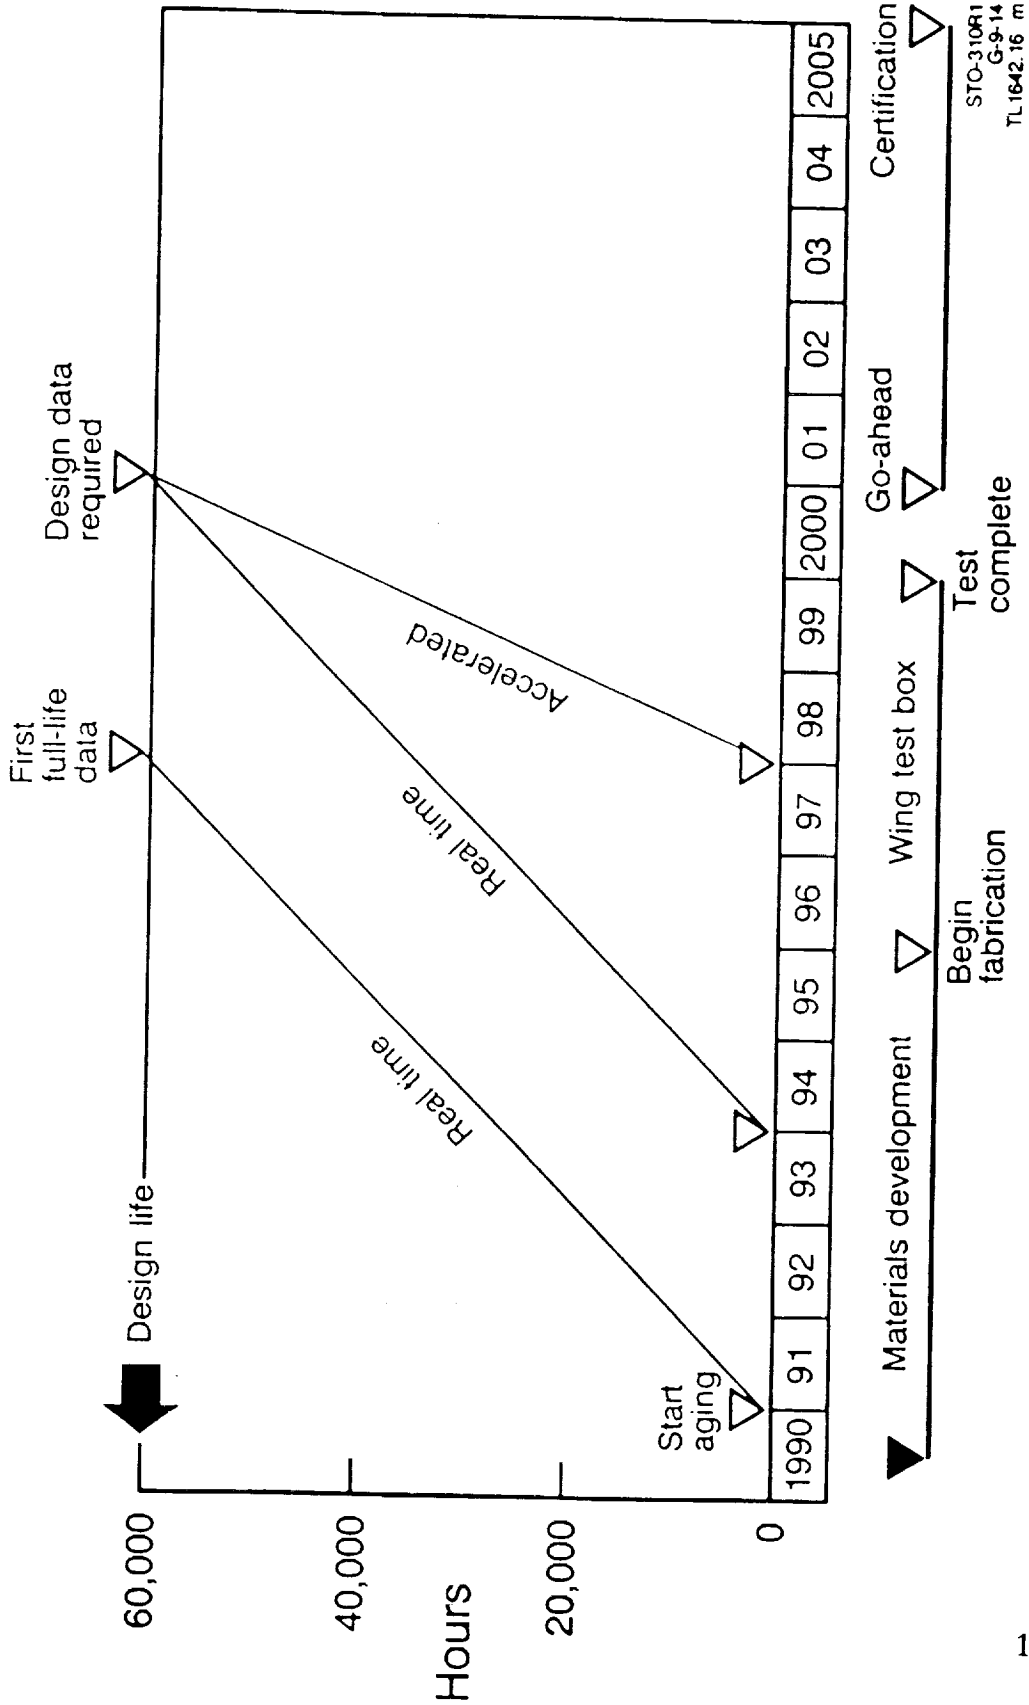 First
full-life
data
Design data
required
Design life
60,000
40,000
20,000
0
Hours
Start
aging
Real time
Real time
Accelerated
1990
91
92
93
94
95
96
97
98
99
2000
01
02
03
04
2005
Materials development
Wing test box
Go-ahead
Certification
Begin
fabrication
Test
complete
STO-310R1
G-9-14
TL1642.16 m
1